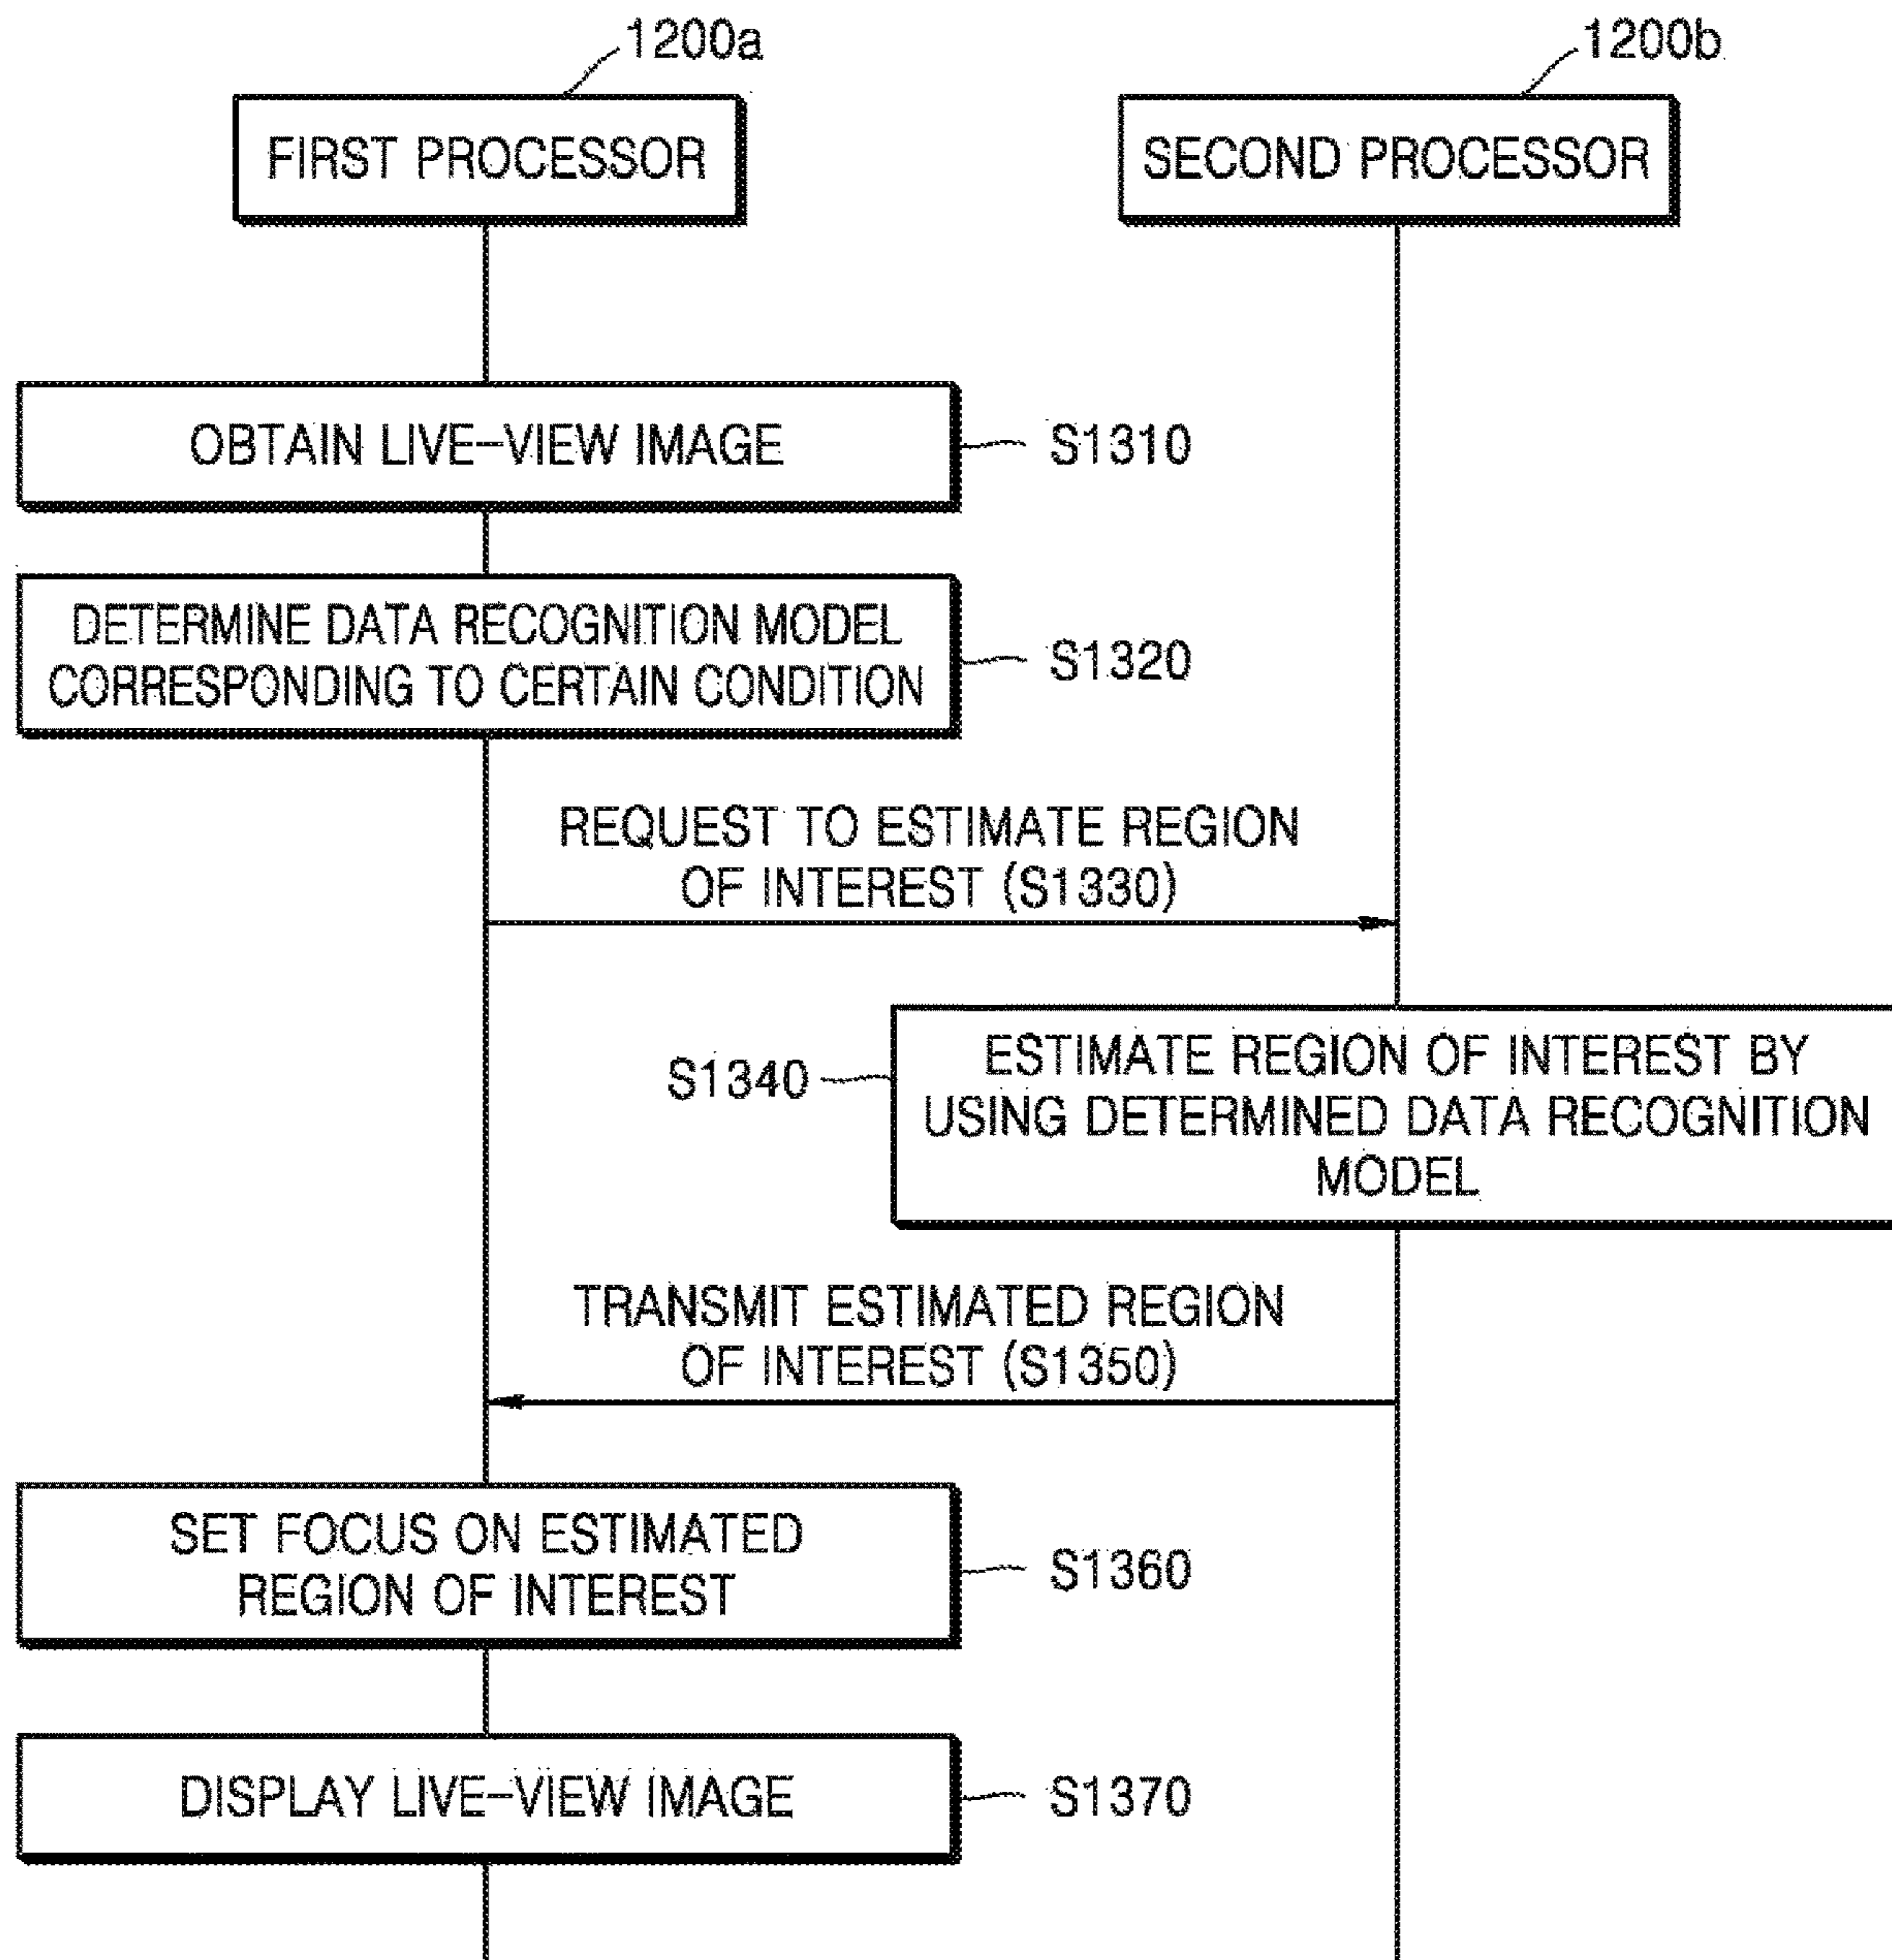 1200a
1200b
FIRST PROCESSOR
SECOND PROCESSOR
OBTAIN LIVE-VIEW IMAGE
S1310
DETERMINE DATA RECOGNITION MODEL
CORRESPONDING TO CERTAIN CONDITION
S1320
REQUEST TO ESTIMATE REGION
OF INTEREST (S1330)
S1340
ESTIMATE REGION OF INTEREST BY
USING DETERMINED DATA RECOGNITION
MODEL
TRANSMIT ESTIMATED REGION
OF INTEREST (S1350)
SET FOCUS ON ESTIMATED
REGION OF INTEREST
S1360
DISPLAY LIVE-VIEW IMAGE
S1370